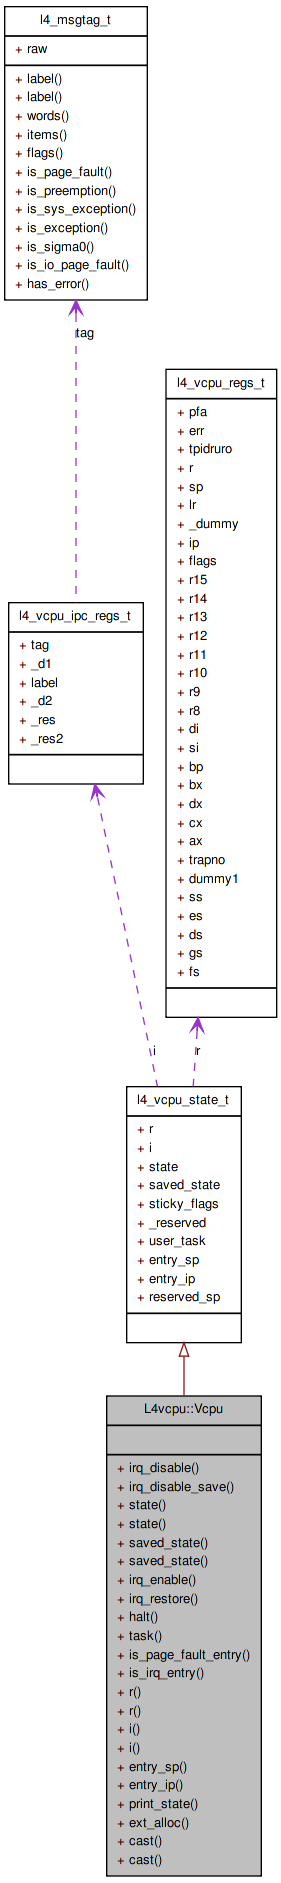 l4_msgtag_t
+ raw
+ label()
+ label()
+ words()
+ items()
+ flags()
+ is_page_fault()
+ is_preemption()
+ is_sys_exception()
+ is_exception()
+ is_sigma0()
+ is_io_page_fault()
+ has_error()
tag
l4_vcpu_regs_t
+ pfa
+ err
+ tpidruro
+ r
+ sp
+ lr
+ _dummy
+ ip
+ flags
+ r15
+ r14
+ r13
+ r12
+ r11
+ r10
+ r9
+ r8
+ di
+ si
+ bp
+ bx
+ dx
+ cx
+ ax
+ trapno
+ dummy1
+ ss
+ es
+ ds
+ gs
+ fs
l4_vcpu_ipc_regs_t
+ tag
+ _d1
+ label
+ _d2
+ _res
+ _res2
i
r
l4_vcpu_state_t
+ r
+ i
+ state
+ saved_state
+ sticky_flags
+ _reserved
+ user_task
+ entry_sp
+ entry_ip
+ reserved_sp
L4vcpu::Vcpu
+ irq_disable()
+ irq_disable_save()
+ state()
+ state()
+ saved_state()
+ saved_state()
+ irq_enable()
+ irq_restore()
+ halt()
+ task()
+ is_page_fault_entry()
+ is_irq_entry()
+ r()
+ r()
+ i()
+ i()
+ entry_sp()
+ entry_ip()
+ print_state()
+ ext_alloc()
+ cast()
+ cast()